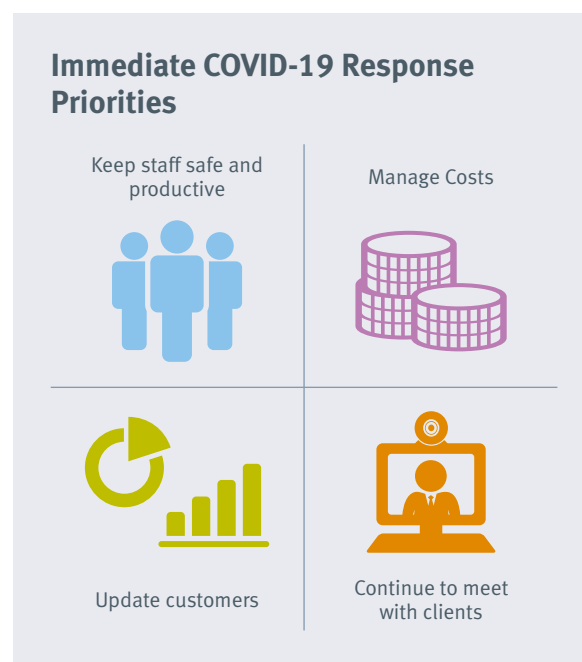 Immediate COVID-19 Response
Priorities
Keep staff safe and
productive
Manage Costs
Update customers
Continue to meet
with clients